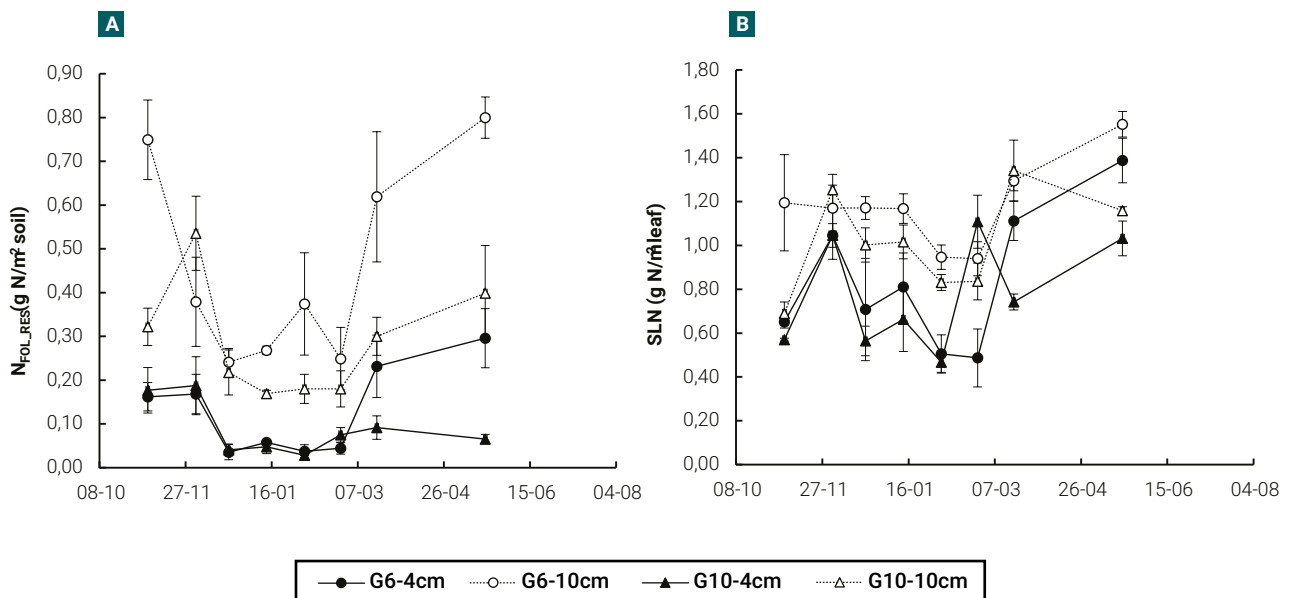 A
B
0,90
0,80
0,70
0,60
0,50
0,40
0,30
0,20
0,10
0,00
N_FOL_RES(g N/m² soil)
08-10 27-11 16-01 07-03 26-04 15-06 04-08
1,80
1,60
1,40
1,20
1,00
0,80
0,60
0,40
0,20
0,00
SLN (g N/m²leaf)
08-10 27-11 16-01 07-03 26-04 15-06 04-08
G6-4cm G6-10cm G10-4cm G10-10cm